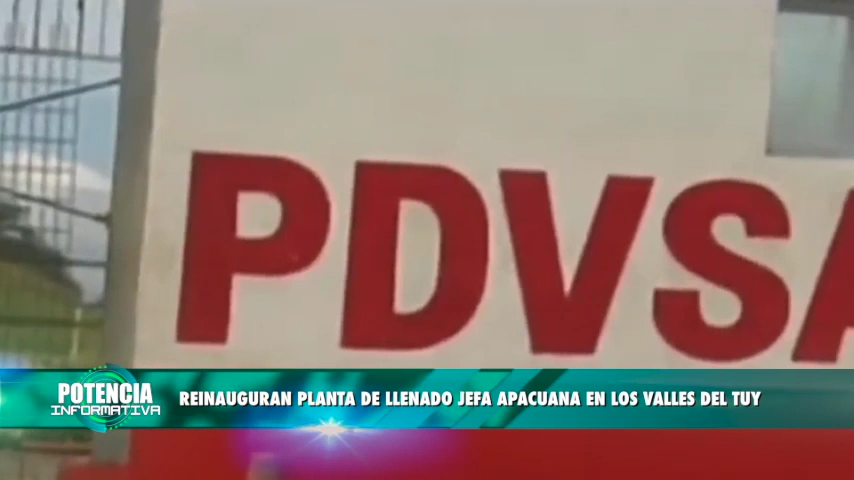 PDVSA
POTENCIA
INFORMATIVA
REINAUGURAN PLANTA DE LLENADO JEFA APACUANA EN LOS VALLES DEL TUY